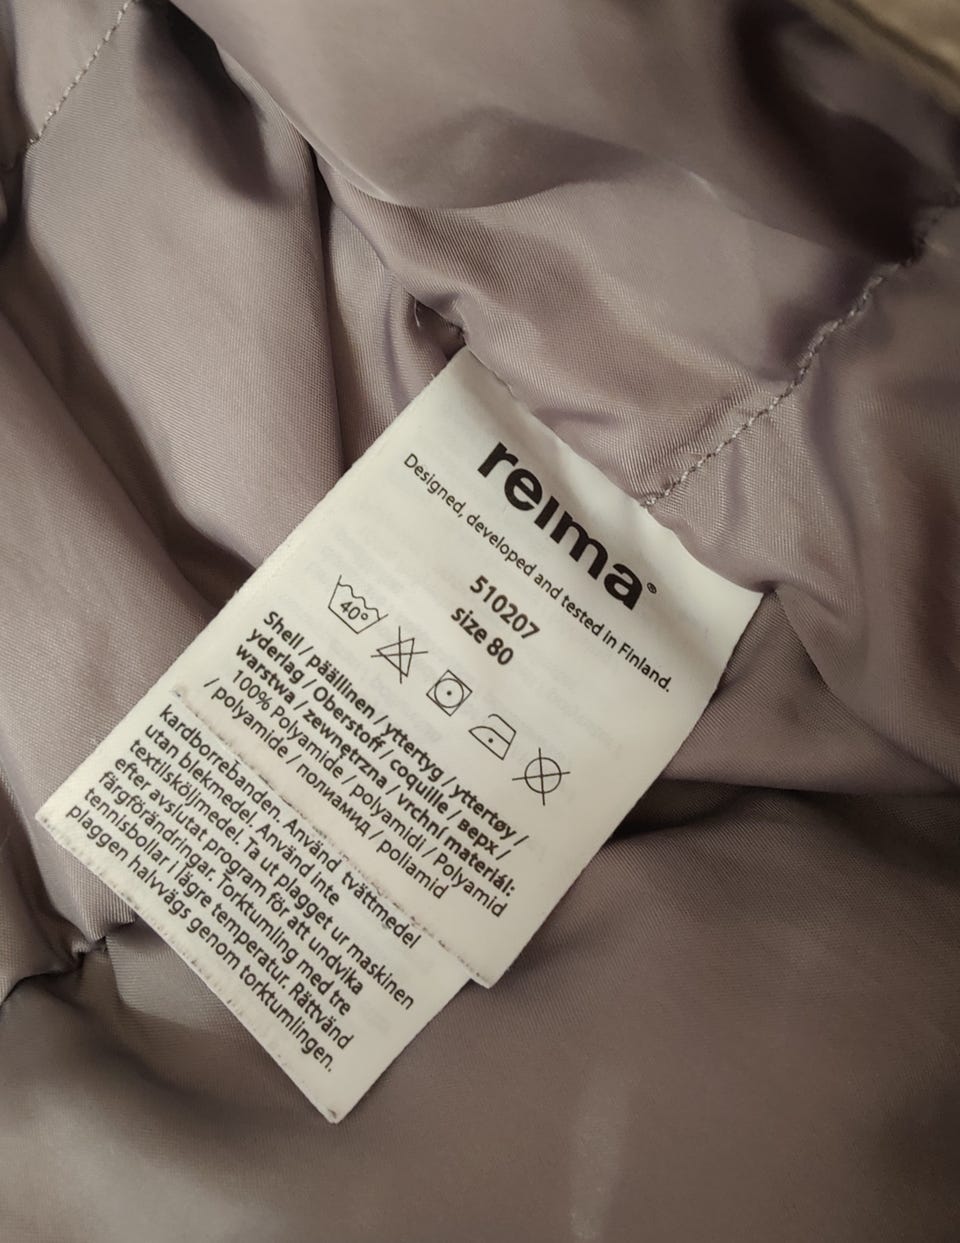 reima®
Designed, developed and tested in Finland.
510207
size 80
40°
Shell / päällinen / yttertyg / yttertøy /
yderlag / Oberstoff / coquille / верх /
warstwa / zewnętrzna / vrchní materiál:
100% Polyamide / polyamidi / Polyamid
/ polyamide / полиамид / poliamid
kardborrebanden. Använd tvättmedel
utan blekmedel. Använd inte
textilsköljmedel. Ta ut plagget ur maskinen
efter avslutat program för att undvika
färgförändringar. Torktumling med tre
tennisbollar i lägre temperatur. Rättvänd
plaggen halvvägs genom torktumlingen.